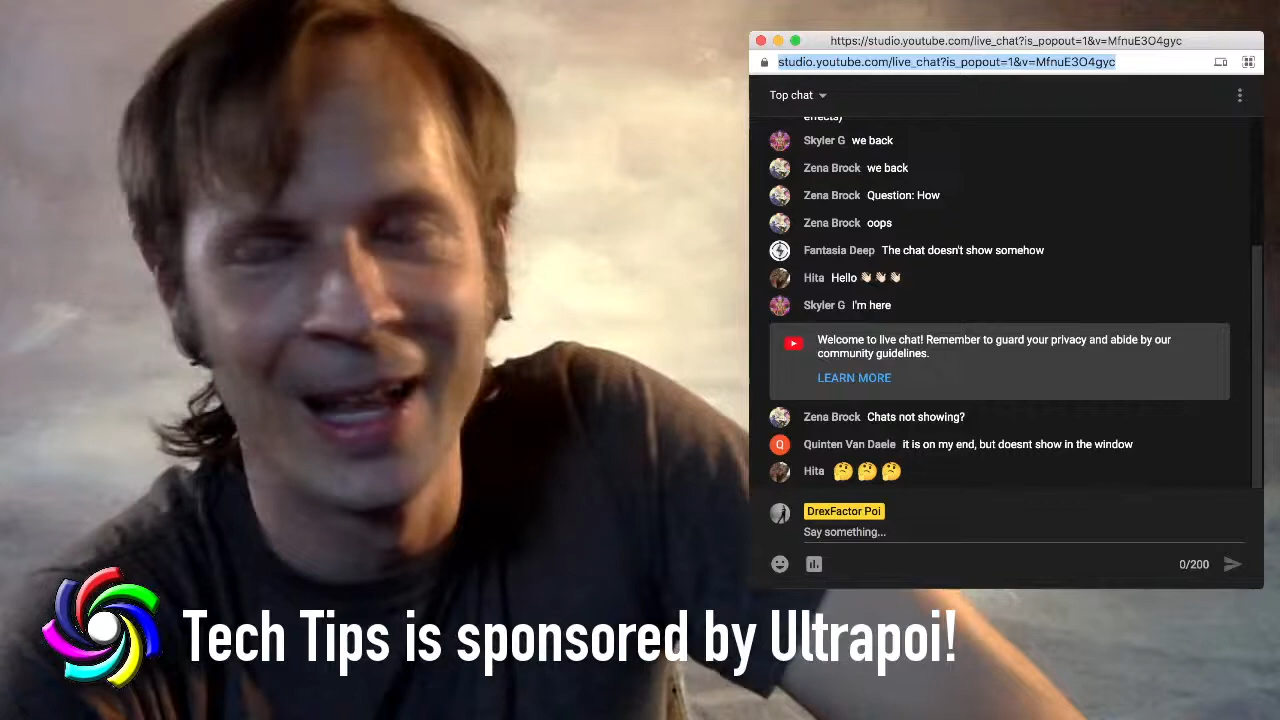 https://studio.youtube.com/live_chat?is_popout=1&v=MfnuE3O4gyc
studio.youtube.com/live_chat?is_popout=1&v=MfnuE3O4gyc
Top chat
effects)
Skyler G we back
Zena Brock we back
Zena Brock Question: How
Zena Brock oops
Fantasia Deep The chat doesn't show somehow
Hita Hello 👋🏻👋🏻👋🏻
Skyler G I'm here
Welcome to live chat! Remember to guard your privacy and abide by our
community guidelines.
LEARN MORE
Zena Brock Chats not showing?
Q Quinten Van Daele it is on my end, but doesnt show in the window
Hita 🤔🤔🤔
DrexFactor Poi
Say something...
0/200
Tech Tips is sponsored by Ultrapoi!